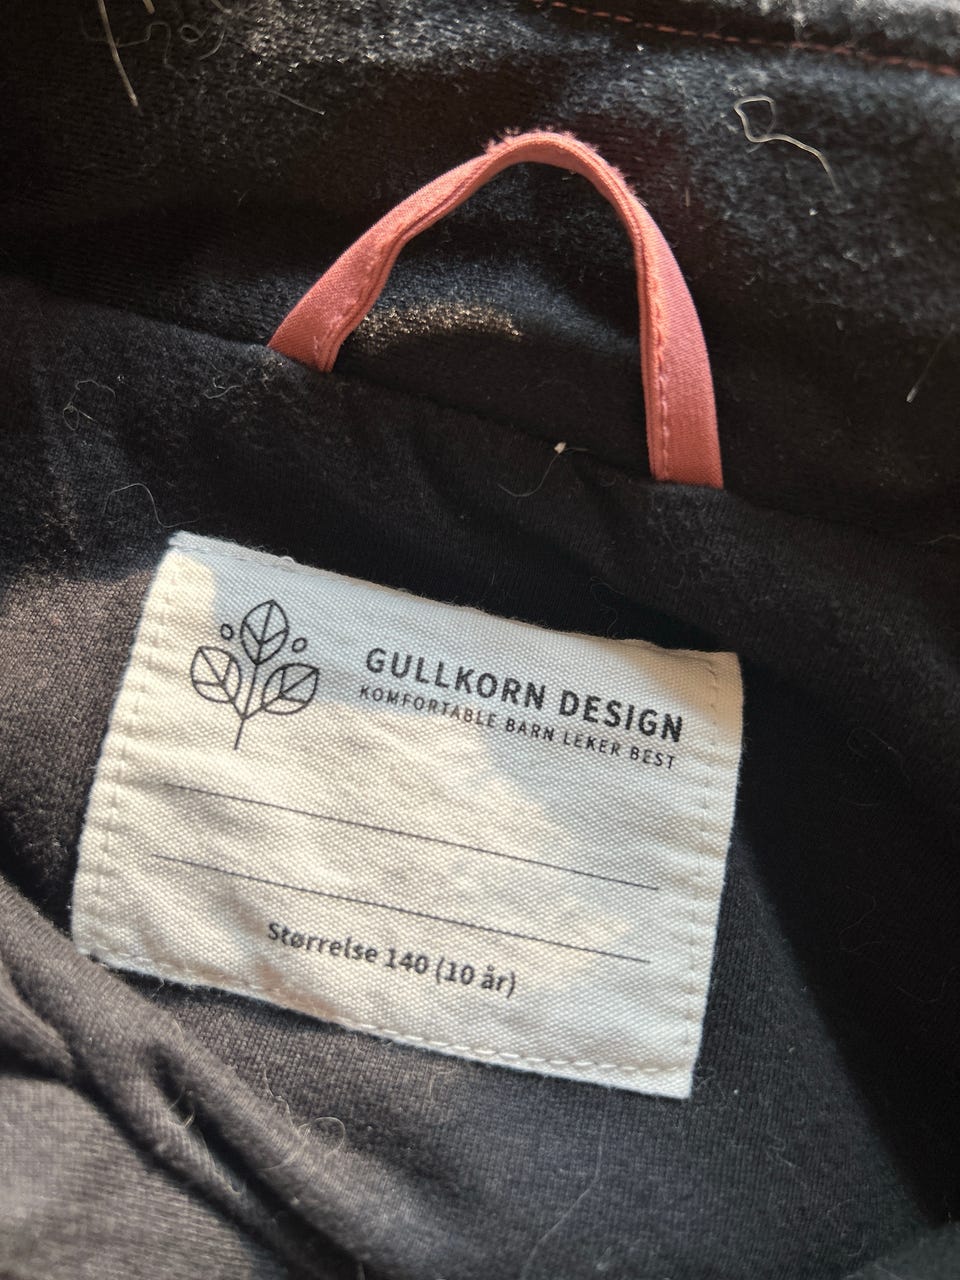 GULLKORN DESIGN
KOMFORTABLE BARN LEKER BEST
Størrelse 140 (10 år)